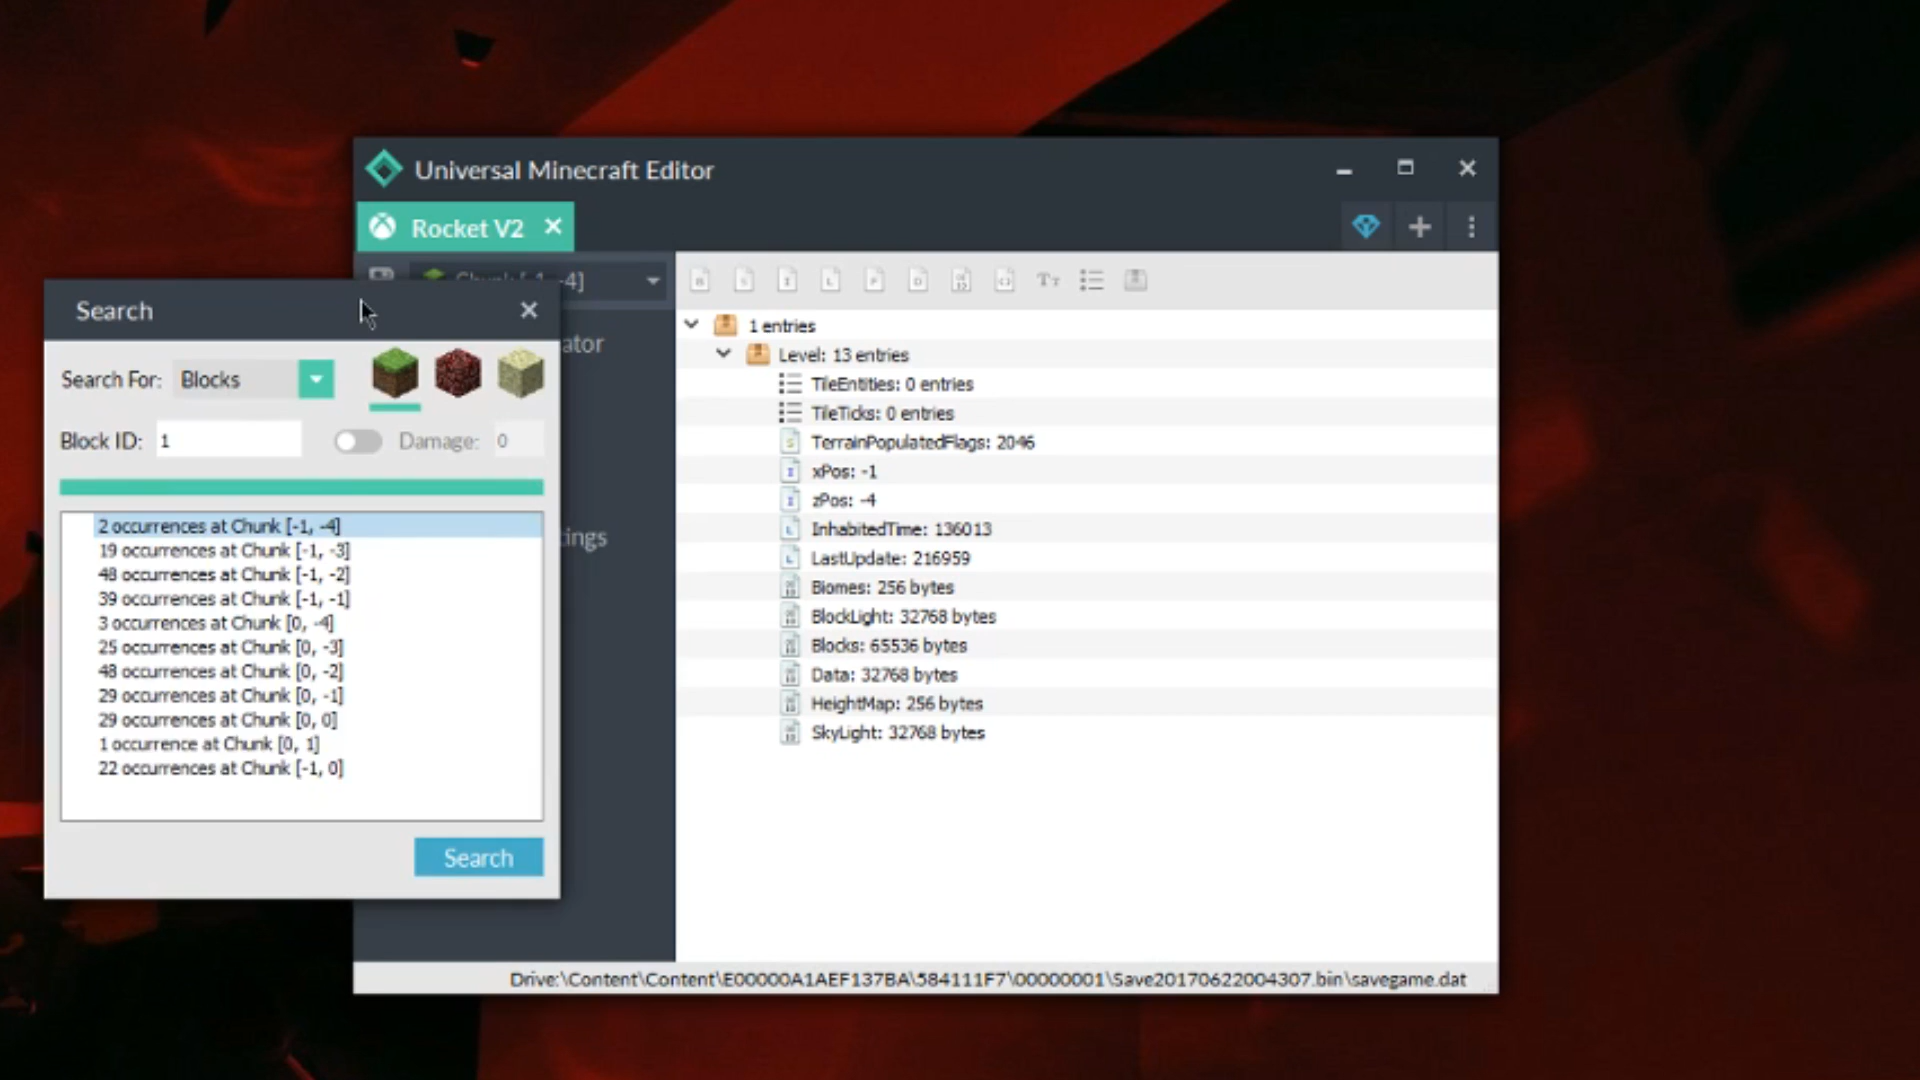 Universal Minecraft Editor
Rocket V2
Chunk [-1, -4]
ator
tings
Search
Search For: Blocks
Block ID: 1
Damage: 0
2 occurrences at Chunk [-1, -4]
19 occurrences at Chunk [-1, -3]
48 occurrences at Chunk [-1, -2]
39 occurrences at Chunk [-1, -1]
3 occurrences at Chunk [0, -4]
25 occurrences at Chunk [0, -3]
48 occurrences at Chunk [0, -2]
29 occurrences at Chunk [0, -1]
29 occurrences at Chunk [0, 0]
1 occurrence at Chunk [0, 1]
22 occurrences at Chunk [-1, 0]
Search
1 entries
Level: 13 entries
TileEntities: 0 entries
TileTicks: 0 entries
TerrainPopulatedFlags: 2046
xPos: -1
zPos: -4
InhabitedTime: 136013
LastUpdate: 216959
Biomes: 256 bytes
BlockLight: 32768 bytes
Blocks: 65536 bytes
Data: 32768 bytes
HeightMap: 256 bytes
SkyLight: 32768 bytes
Drive:\Content\Content\E00000A1AEF137BA\584111F7\00000001\Save20170622004307.bin\savegame.dat